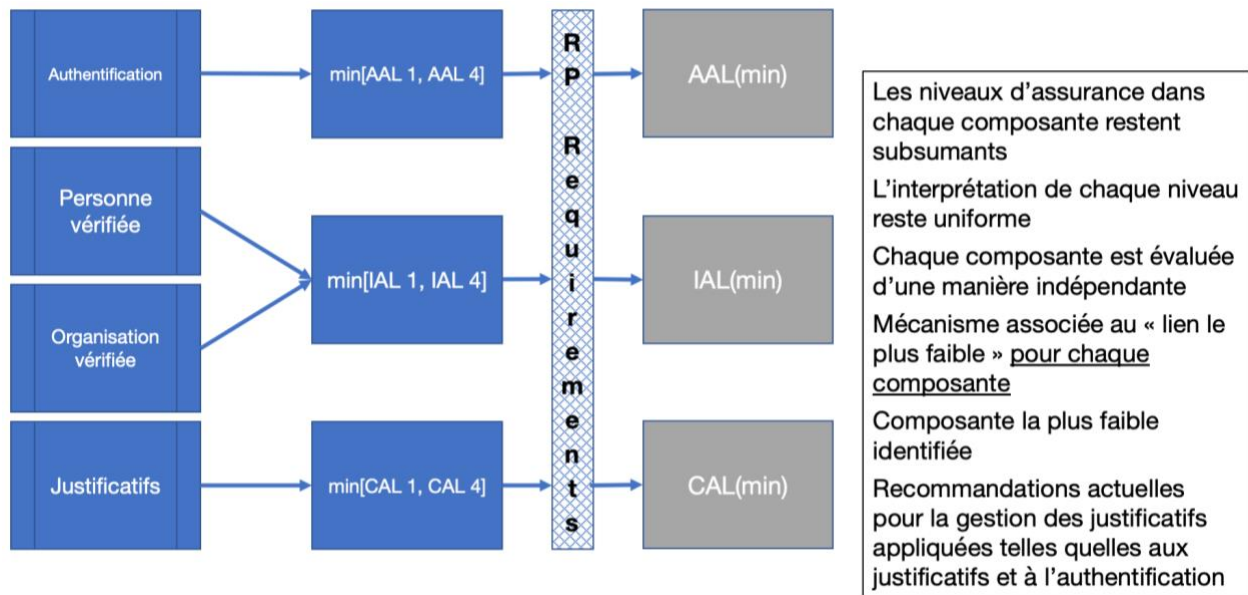 Authentification
min[AAL 1, AAL 4]
AAL(min)
Personne
vérifiée
Organisation
vérifiée
min[IAL 1, IAL 4]
IAL(min)
Justificatifs
min[CAL 1, CAL 4]
CAL(min)
RP Requirements
Les niveaux d'assurance dans
chaque composante restent
subsumants
L'interprétation de chaque niveau
reste uniforme
Chaque composante est évaluée
d'une manière indépendante
Mécanisme associée au « lien le
plus faible » pour chaque
composante
Composante la plus faible
identifiée
Recommandations actuelles
pour la gestion des justificatifs
appliquées telles quelles aux
justificatifs et à l'authentification